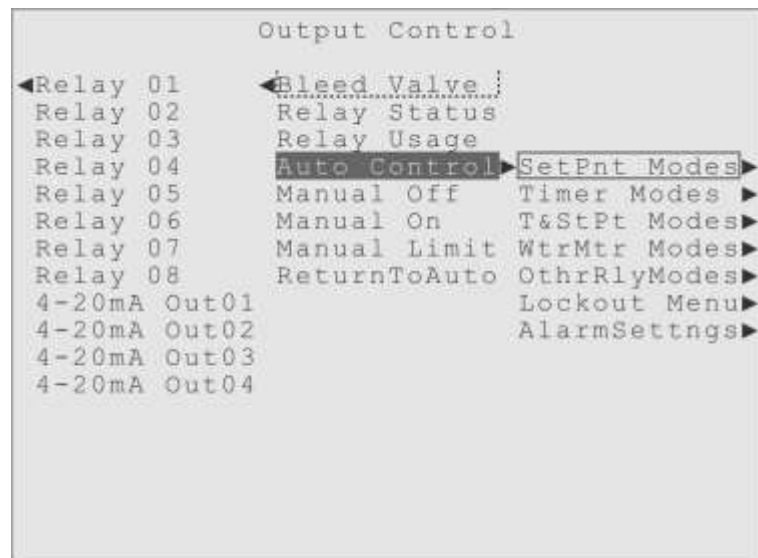 Output Control
◀Relay 01 ◀Bleed Valve
Relay 02 Relay Status
Relay 03 Relay Usage
Relay 04 Auto Control▶SetPnt Modes▶
Relay 05 Manual Off Timer Modes ▶
Relay 06 Manual On T&StPt Modes▶
Relay 07 Manual Limit WtrMtr Modes▶
Relay 08 ReturnToAuto OthrRlyModes▶
4-20mA Out01 Lockout Menu▶
4-20mA Out02 AlarmSettngs▶
4-20mA Out03
4-20mA Out04